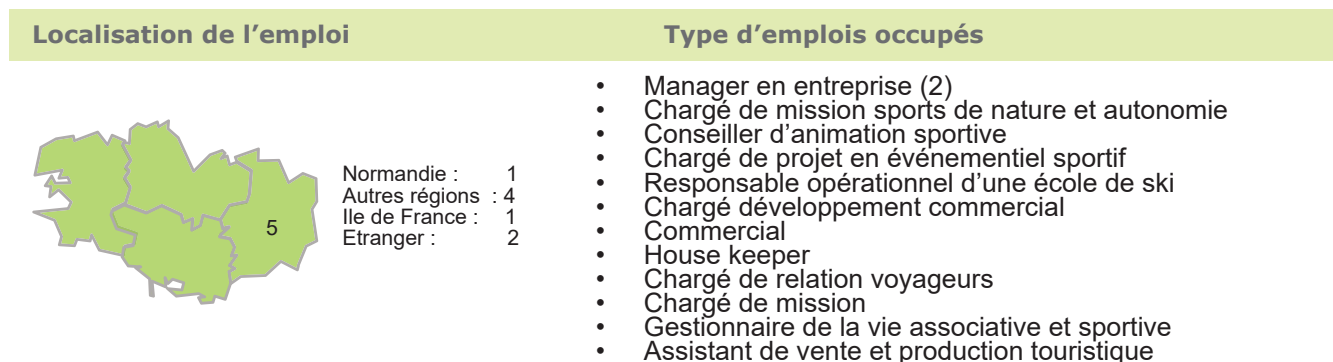 Localisation de l'emploi
Type d'emplois occupés
5
Normandie : 1
Autres régions : 4
Ile de France : 1
Etranger : 2
• Manager en entreprise (2)
• Chargé de mission sports de nature et autonomie
• Conseiller d'animation sportive
• Chargé de projet en événementiel sportif
• Responsable opérationnel d'une école de ski
• Chargé développement commercial
• Commercial
• House keeper
• Chargé de relation voyageurs
• Chargé de mission
• Gestionnaire de la vie associative et sportive
• Assistant de vente et production touristique